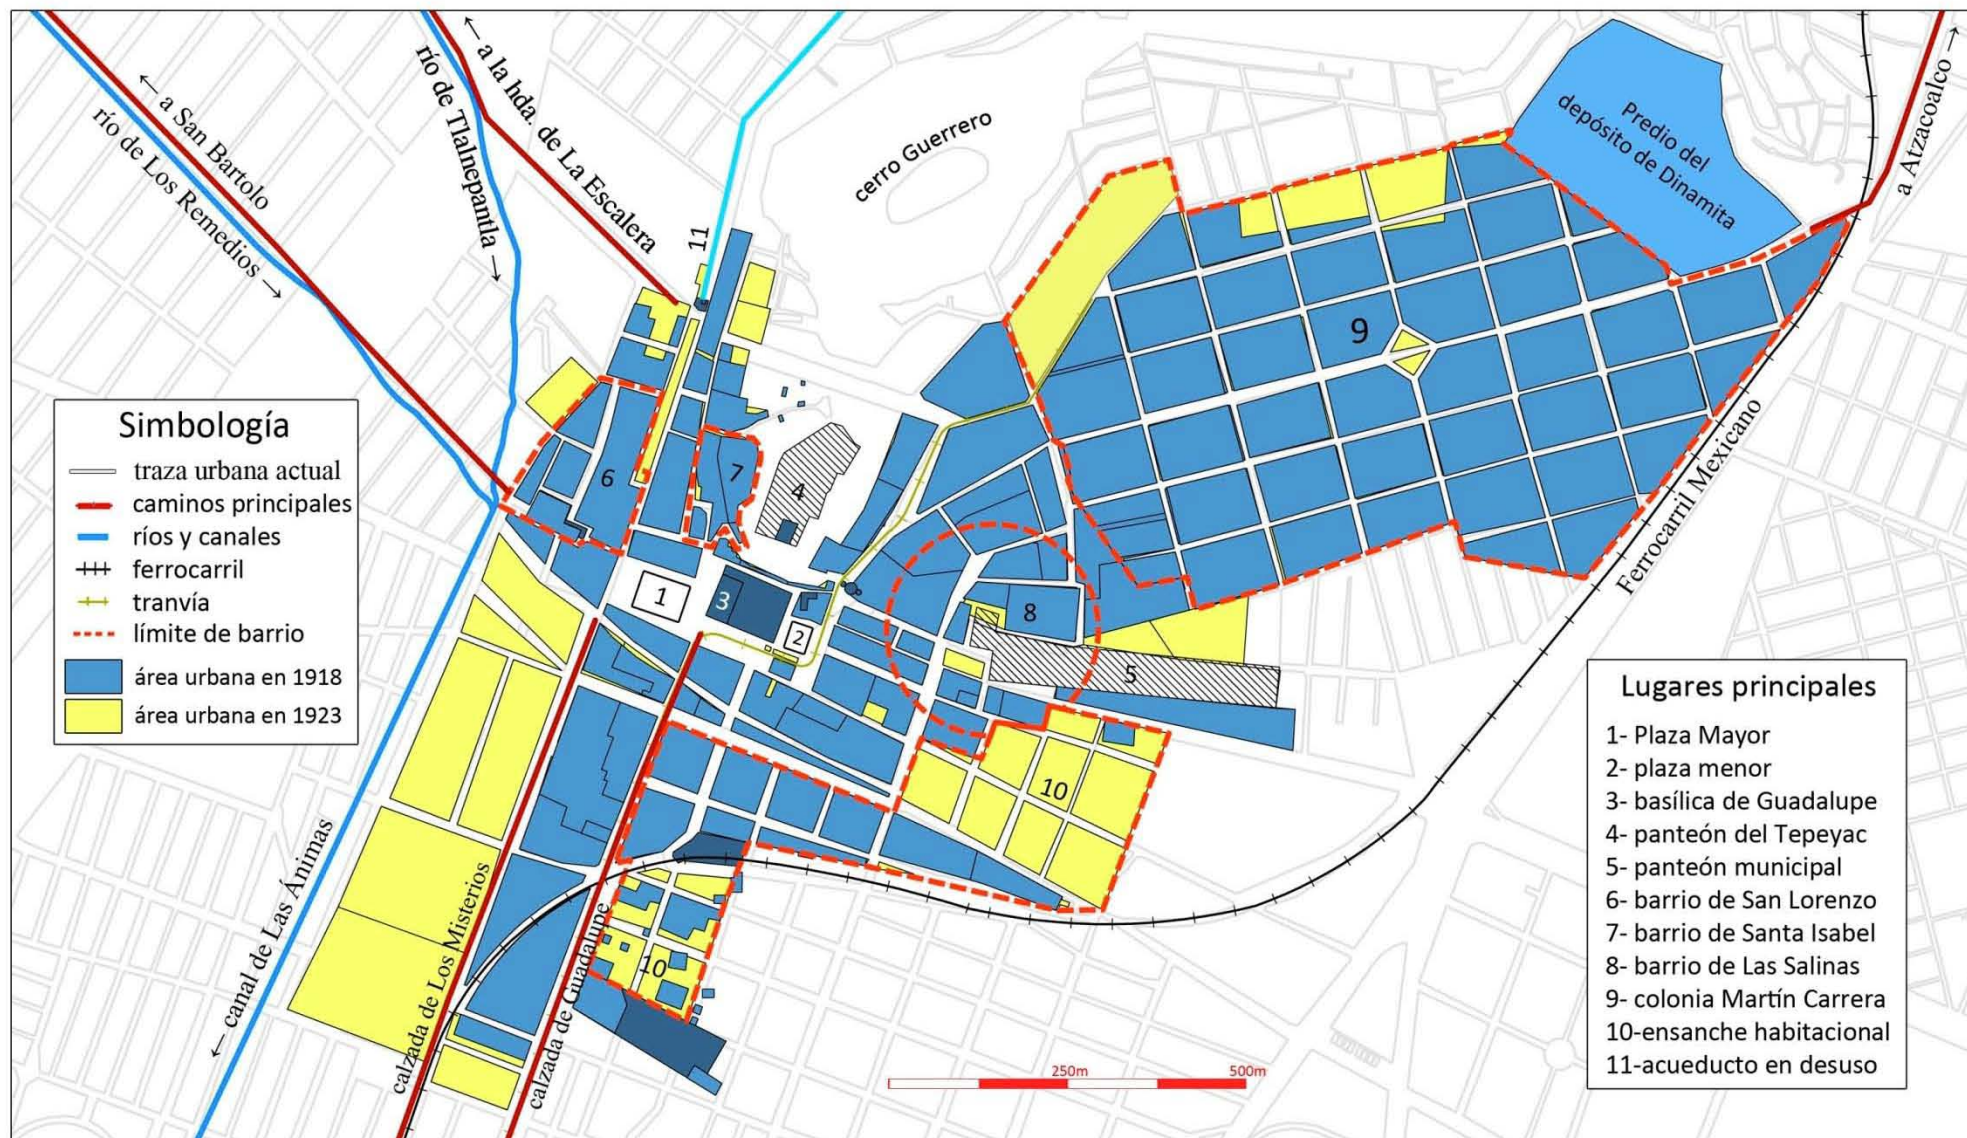 ← a San Bartolo
río de Los Remedios →
río de Tlalnepantla →
← a la hda. de La Escalera
11
cerro Guerrero
Predio del
depósito de Dinamita
a Atzacoalco →
9
6
7
4
1
3
2
8
5
10
10
Ferrocarril Mexicano
← canal de Las Ánimas
calzada de Los Misterios
calzada de Guadalupe
Simbología
traza urbana actual
caminos principales
ríos y canales
ferrocarril
tranvía
límite de barrio
área urbana en 1918
área urbana en 1923
Lugares principales
1- Plaza Mayor
2- plaza menor
3- basílica de Guadalupe
4- panteón del Tepeyac
5- panteón municipal
6- barrio de San Lorenzo
7- barrio de Santa Isabel
8- barrio de Las Salinas
9- colonia Martín Carrera
10-ensanche habitacional
11-acueducto en desuso
250m
500m